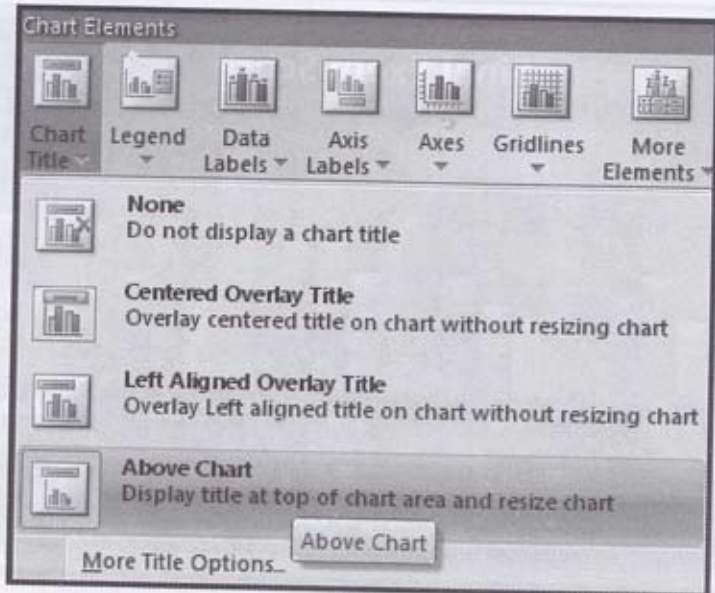 Chart Elements
Chart Title
Legend
Data Labels
Axis Labels
Axes
Gridlines
More Elements
None
Do not display a chart title
Centered Overlay Title
Overlay centered title on chart without resizing chart
Left Aligned Overlay Title
Overlay Left aligned title on chart without resizing chart
Above Chart
Display title at top of chart area and resize chart
Above Chart
More Title Options...